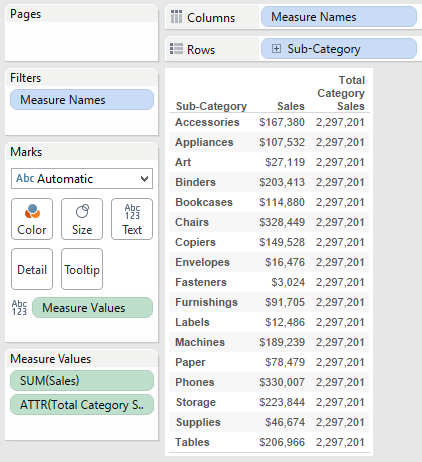 Pages
Columns
Measure Names
Rows
Sub-Category
Filters
Measure Names
Marks
Abc Automatic
Color
Size
Abc
123
Text
Detail
Tooltip
Abc
123
Measure Values
Measure Values
SUM(Sales)
ATTR(Total Category S..
Total
Category
Sub-Category Sales Sales
Accessories $167,380 2,297,201
Appliances $107,532 2,297,201
Art $27,119 2,297,201
Binders $203,413 2,297,201
Bookcases $114,880 2,297,201
Chairs $328,449 2,297,201
Copiers $149,528 2,297,201
Envelopes $16,476 2,297,201
Fasteners $3,024 2,297,201
Furnishings $91,705 2,297,201
Labels $12,486 2,297,201
Machines $189,239 2,297,201
Paper $78,479 2,297,201
Phones $330,007 2,297,201
Storage $223,844 2,297,201
Supplies $46,674 2,297,201
Tables $206,966 2,297,201